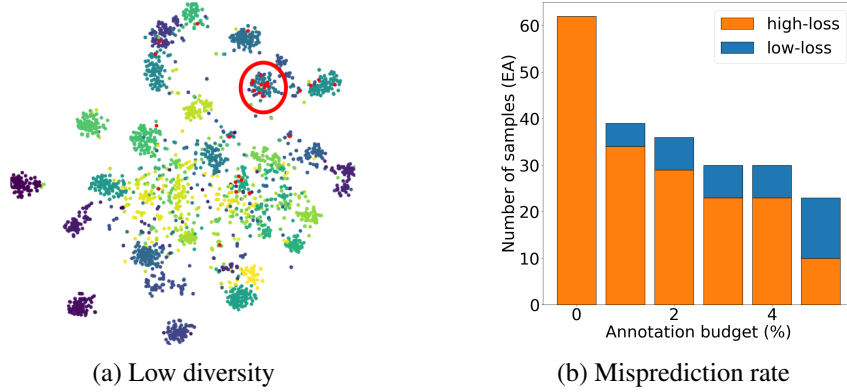 high-loss
low-loss
Number of samples (EA)
60
50
40
30
20
10
0
0 2 4
Annotation budget (%)
(a) Low diversity
(b) Misprediction rate